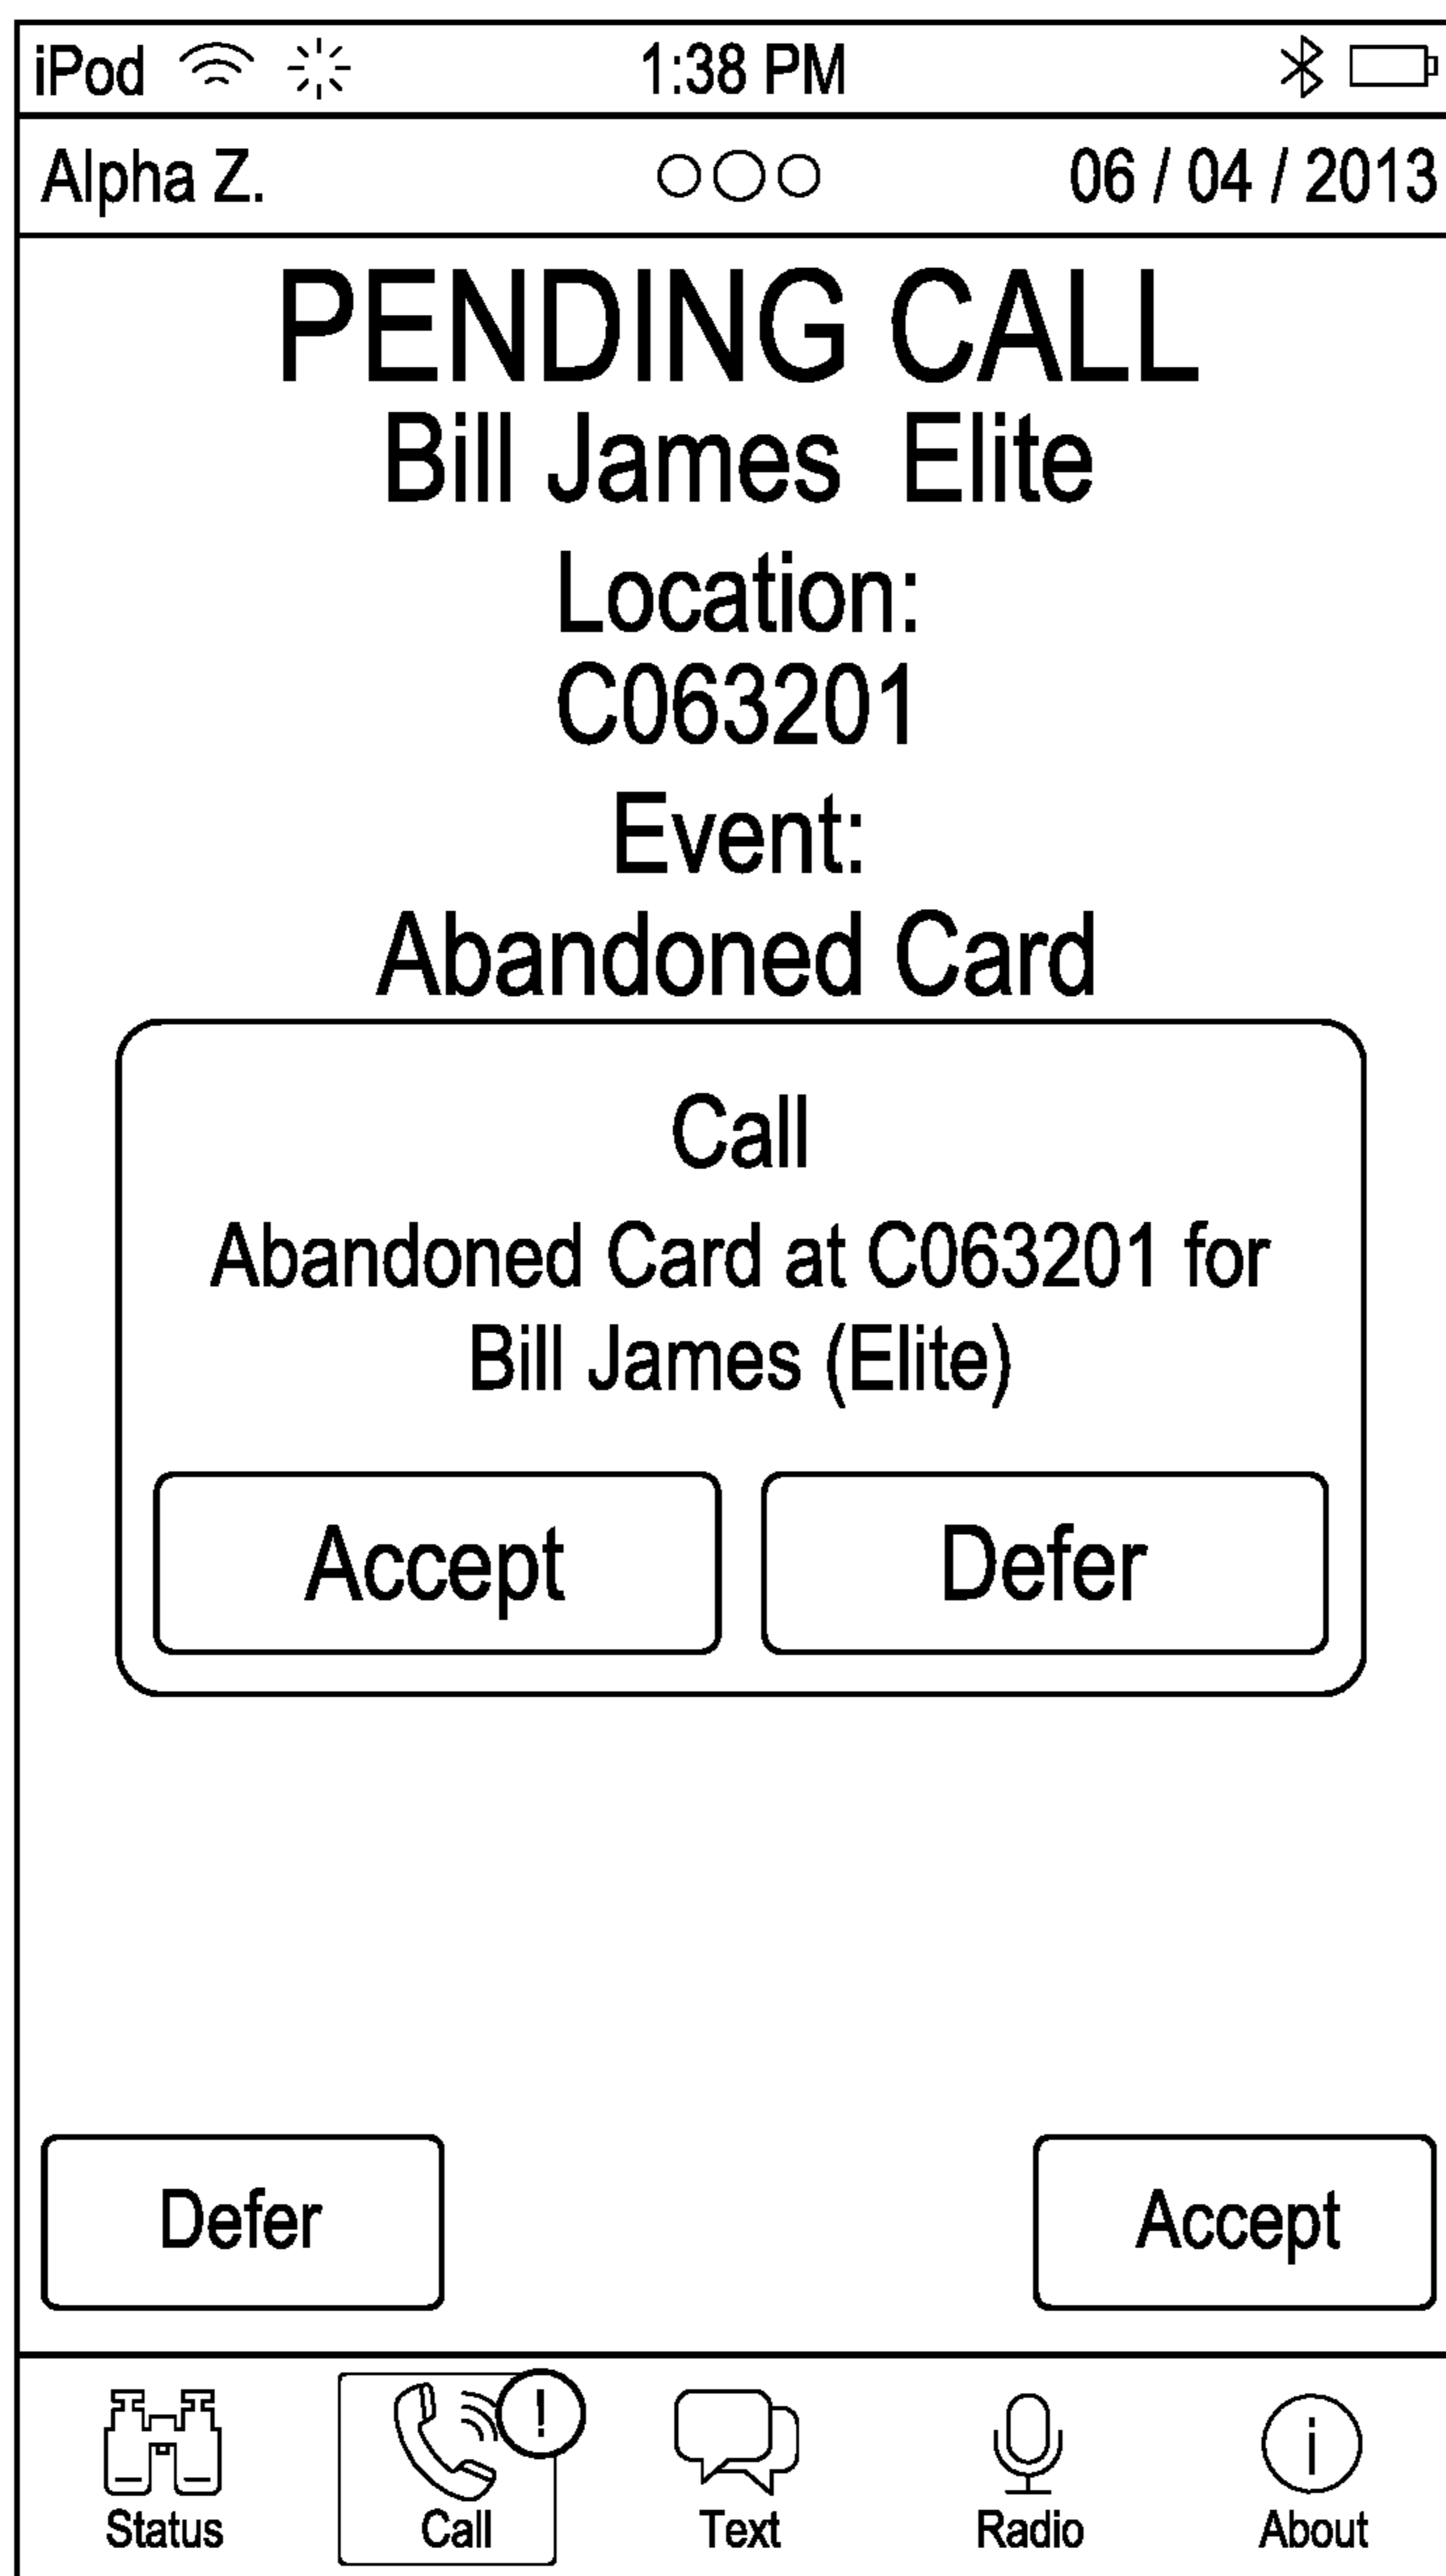 iPod 1:38 PM
Alpha Z. 06 / 04 / 2013
PENDING CALL
Bill James Elite
Location:
C063201
Event:
Abandoned Card
Call
Abandoned Card at C063201 for
Bill James (Elite)
Accept Defer
Defer Accept
!
i
Status Call Text Radio About